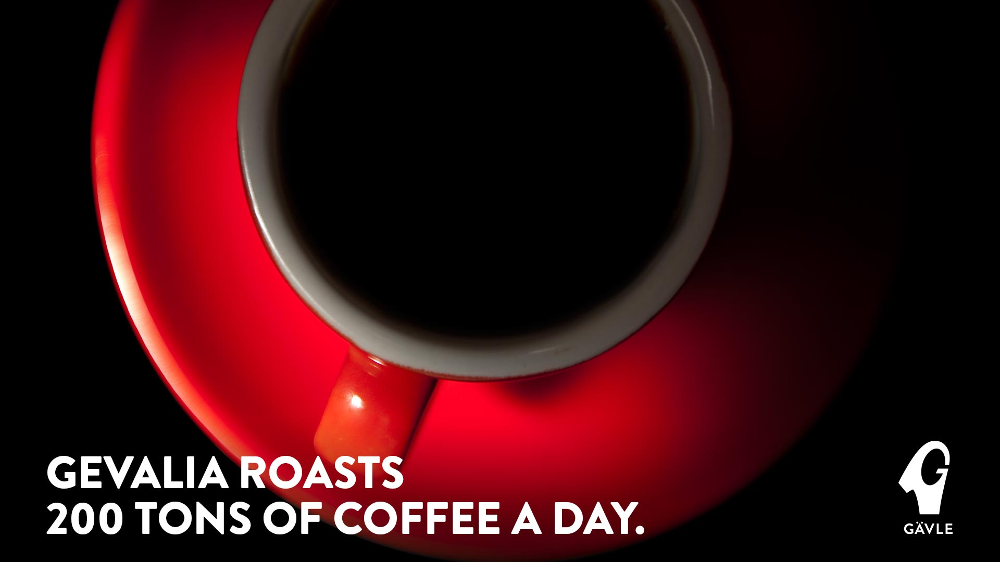 GEVALIA ROASTS
200 TONS OF COFFEE A DAY.
GÄVLE